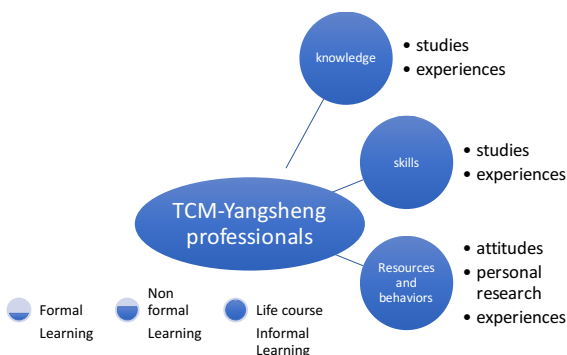 knowledge
• studies
• experiences
skills
• studies
• experiences
TCM-Yangsheng
professionals
Resources
and
behaviors
• attitudes
• personal
research
• experiences
Formal
Learning
Non
formal
Learning
Life course
Informal
Learning